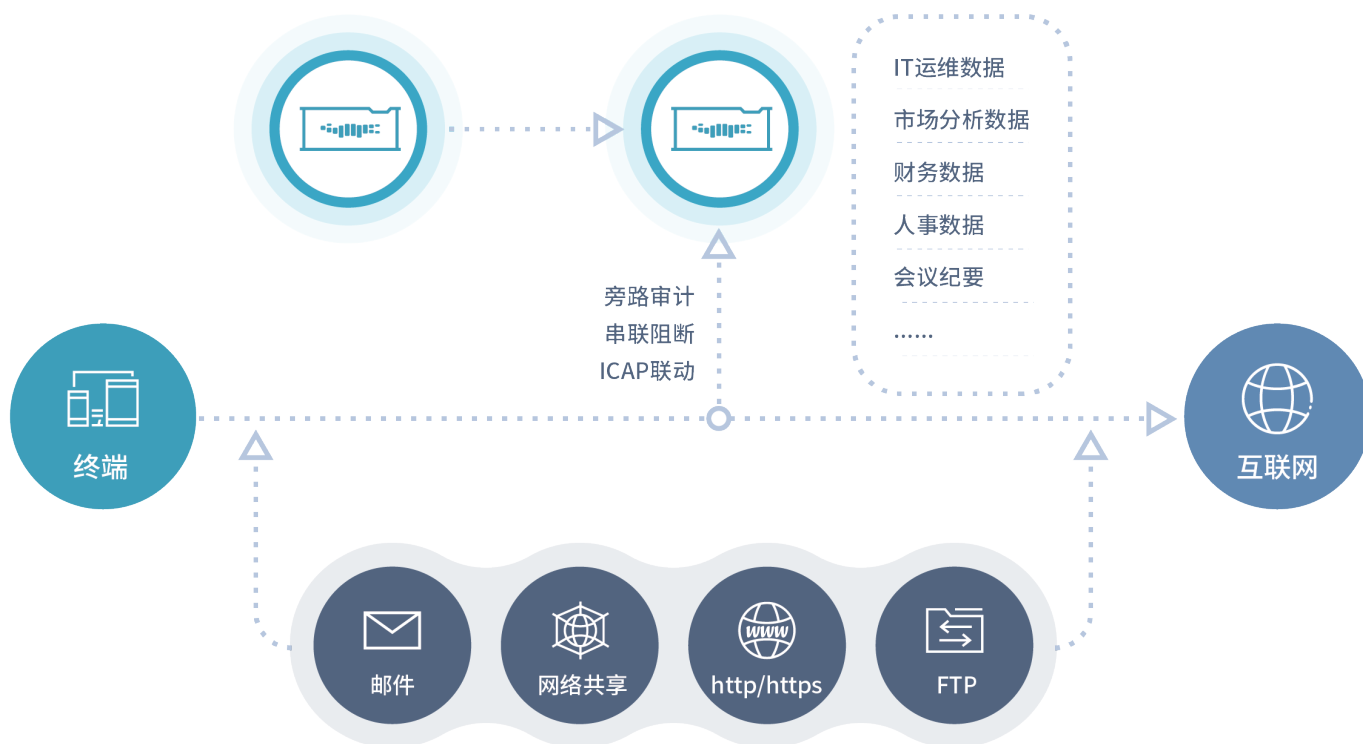 IT运维数据
市场分析数据
财务数据
人事数据
会议纪要
......
旁路审计
串联阻断
ICAP联动
终端
互联网
邮件
网络共享
www
http/https
FTP